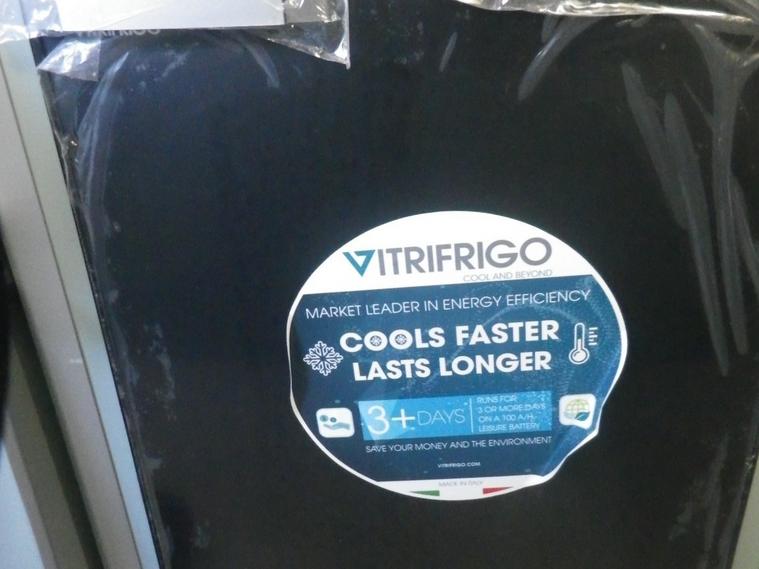 VITRIFRIGO
VITRIFRIGO
COOL AND BEYOND
MARKET LEADER IN ENERGY EFFICIENCY
COOLS FASTER
LASTS LONGER
3+ DAYS
RUNS FOR
3 OR MORE DAYS
ON A 100 A/H
LEISURE BATTERY
SAVE YOUR MONEY AND THE ENVIRONMENT
VITRIFRIGO.COM
MADE IN ITALY